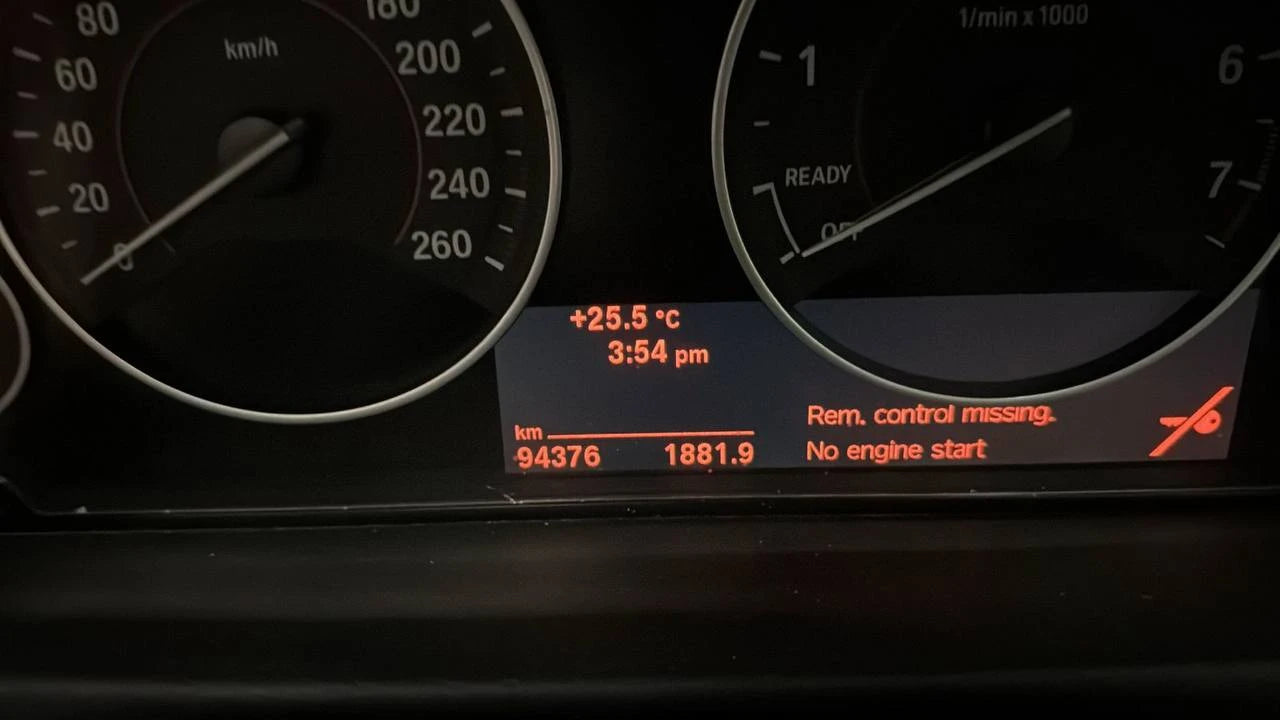 80
60
40
20
0
km/h
180
200
220
240
260
1/min x 1000
1
READY
OFF
6
7
+25.5 °C
3:54 pm
km
94376 1881.9
Rem. control missing.
No engine start